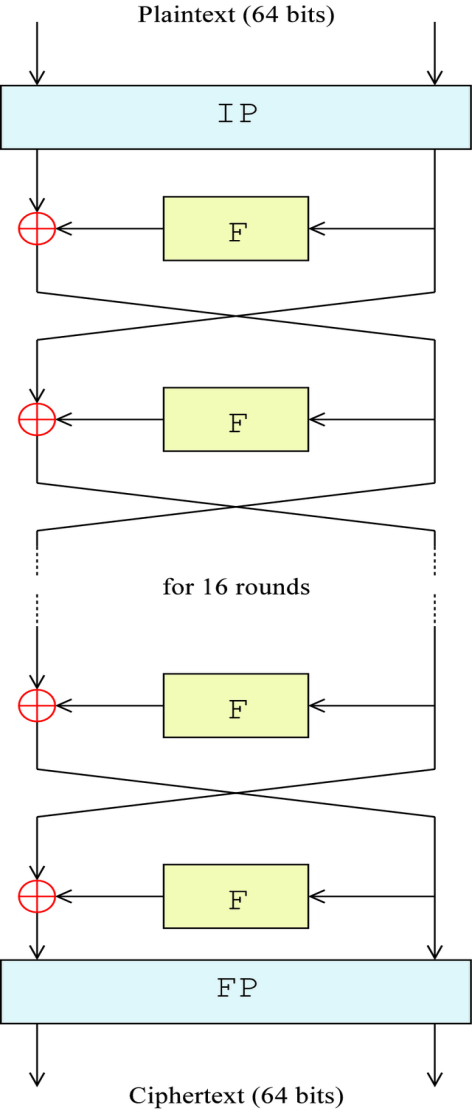 Plaintext (64 bits)
IP
F
F
for 16 rounds
F
F
FP
Ciphertext (64 bits)